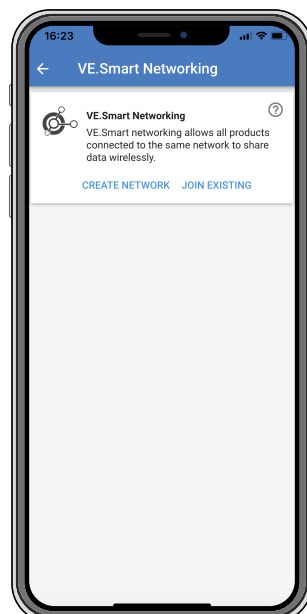 16:23
VE.Smart Networking
VE.Smart Networking
VE.Smart networking allows all products
connected to the same network to share
data wirelessly.
CREATE NETWORK JOIN EXISTING